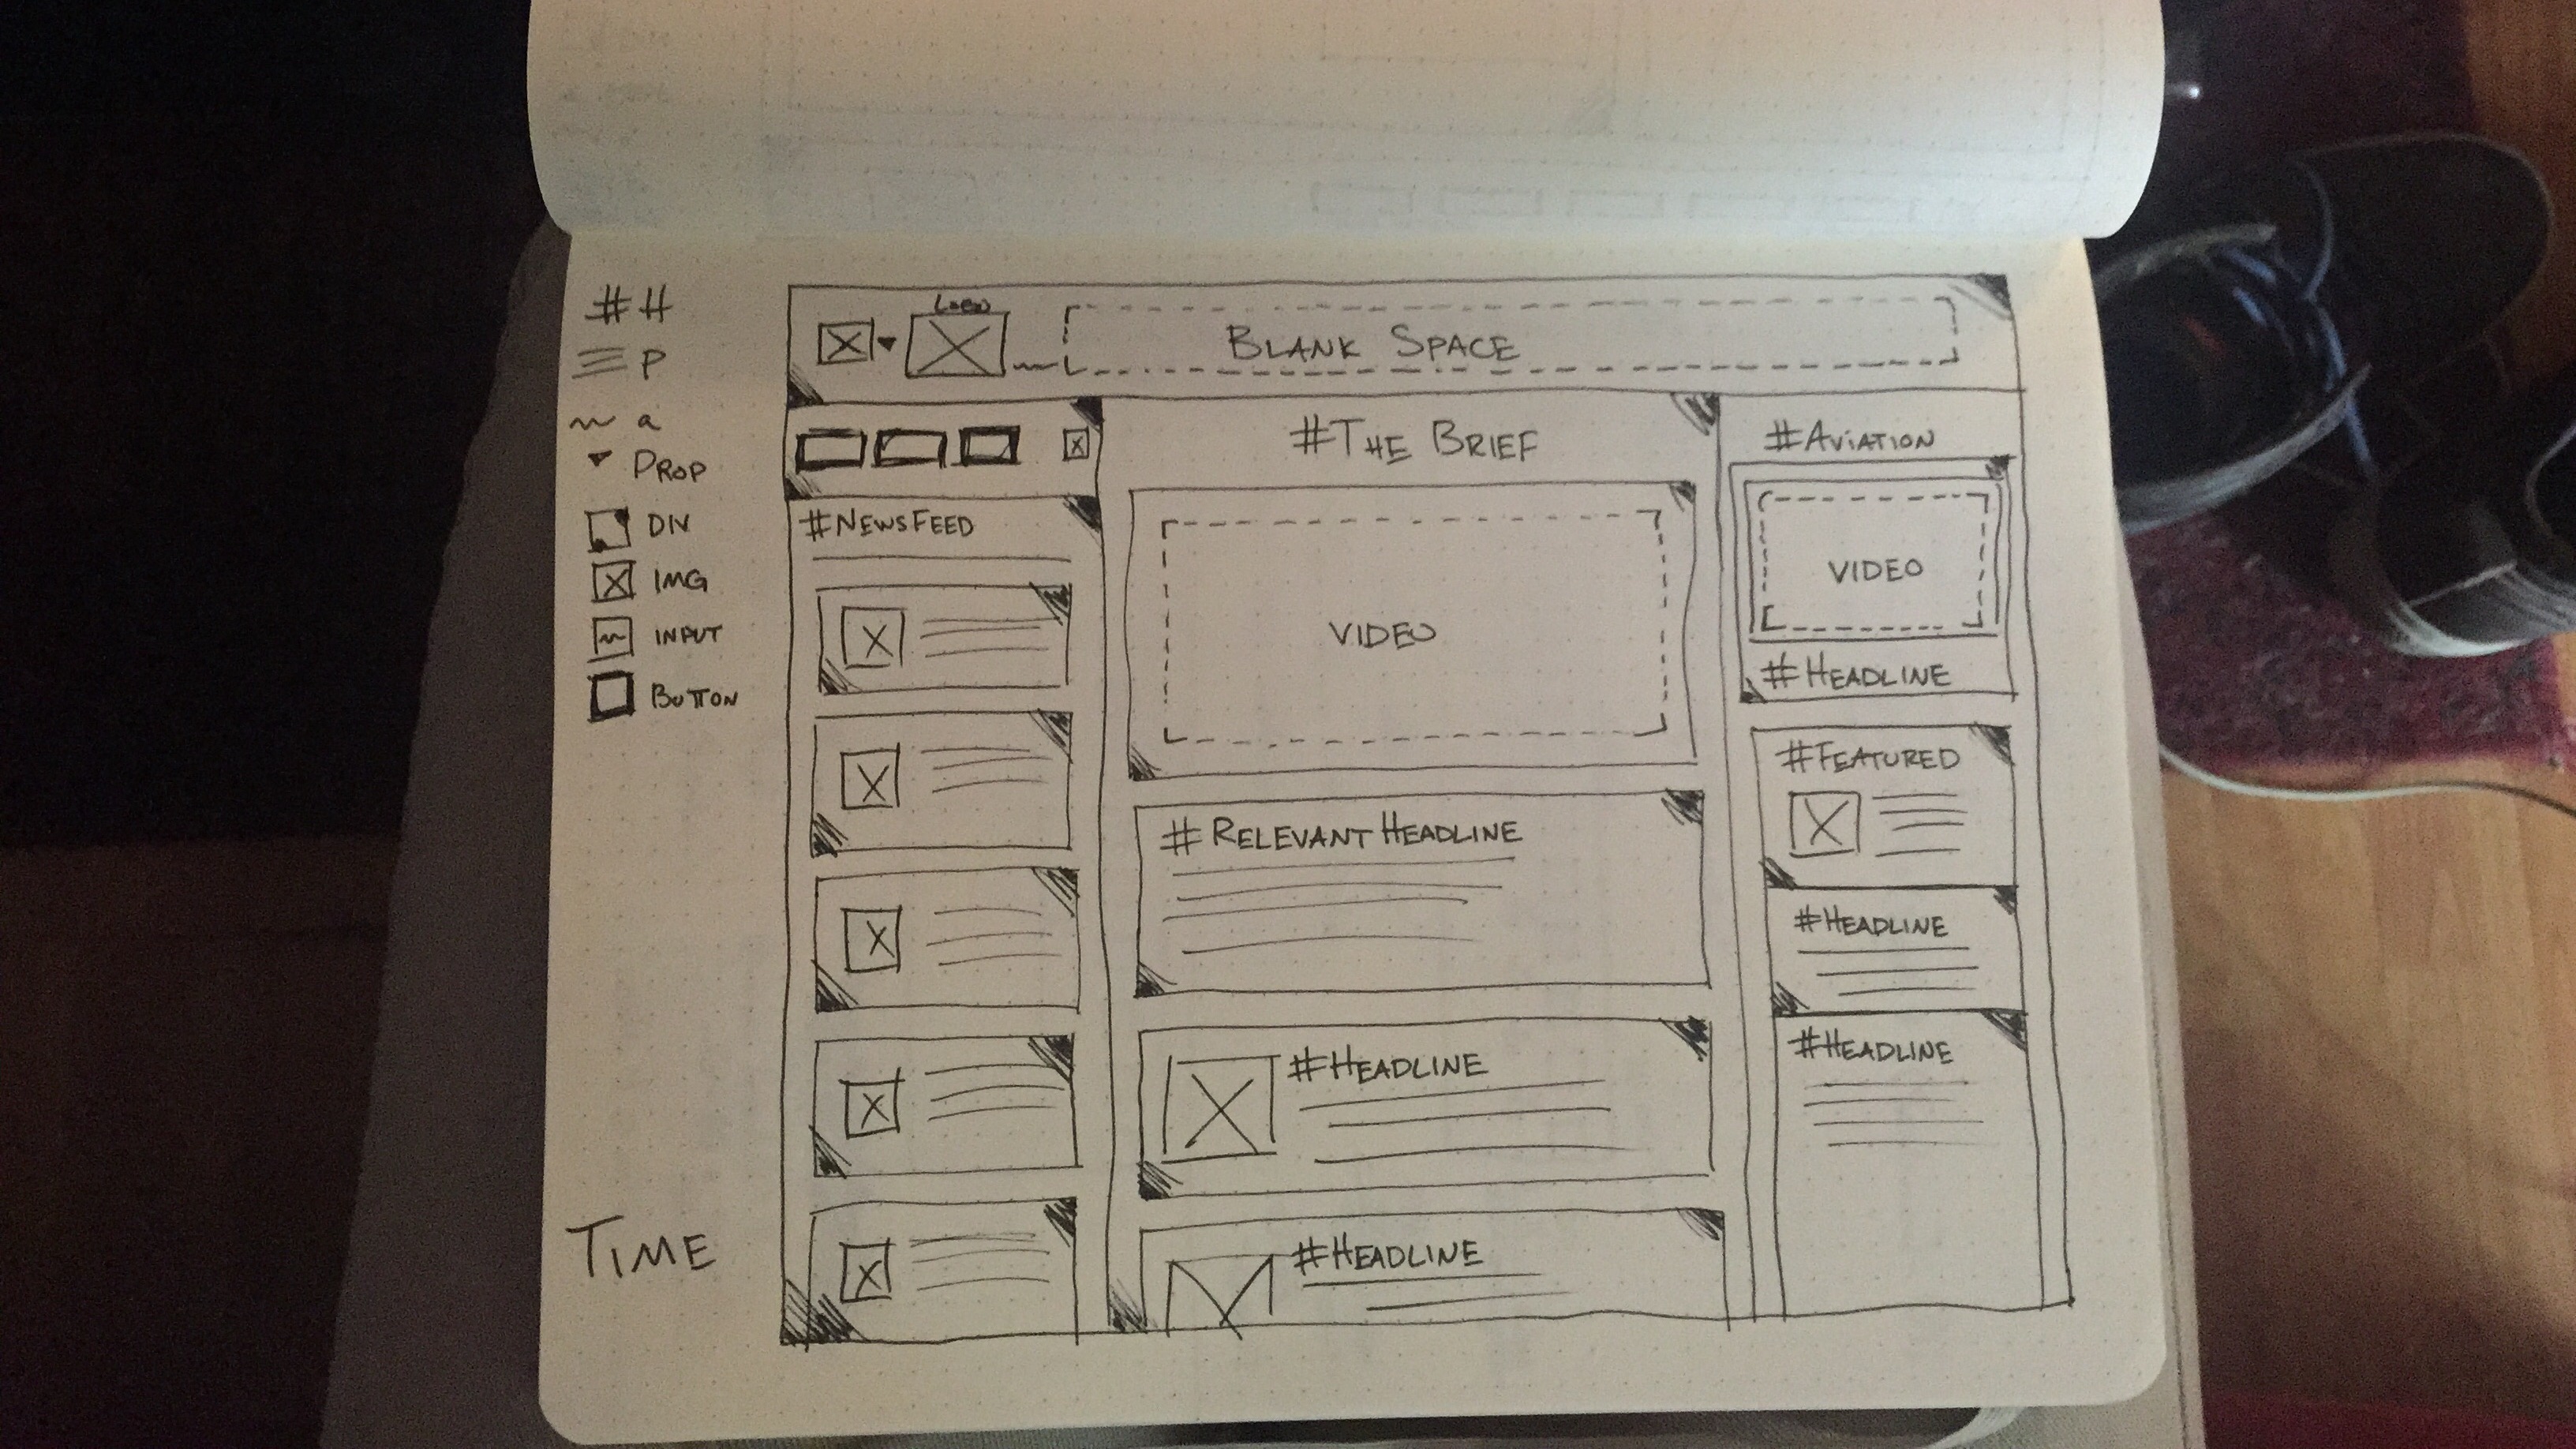 # H
P
a
DROP
DIV
IMG
INPUT
BUTTON
TIME
LOGO
BLANK SPACE
#NEWSFEED
#THE BRIEF
VIDEO
# RELEVANT HEADLINE
#HEADLINE
#HEADLINE
#AVIATION
VIDEO
#HEADLINE
#FEATURED
#HEADLINE
#HEADLINE